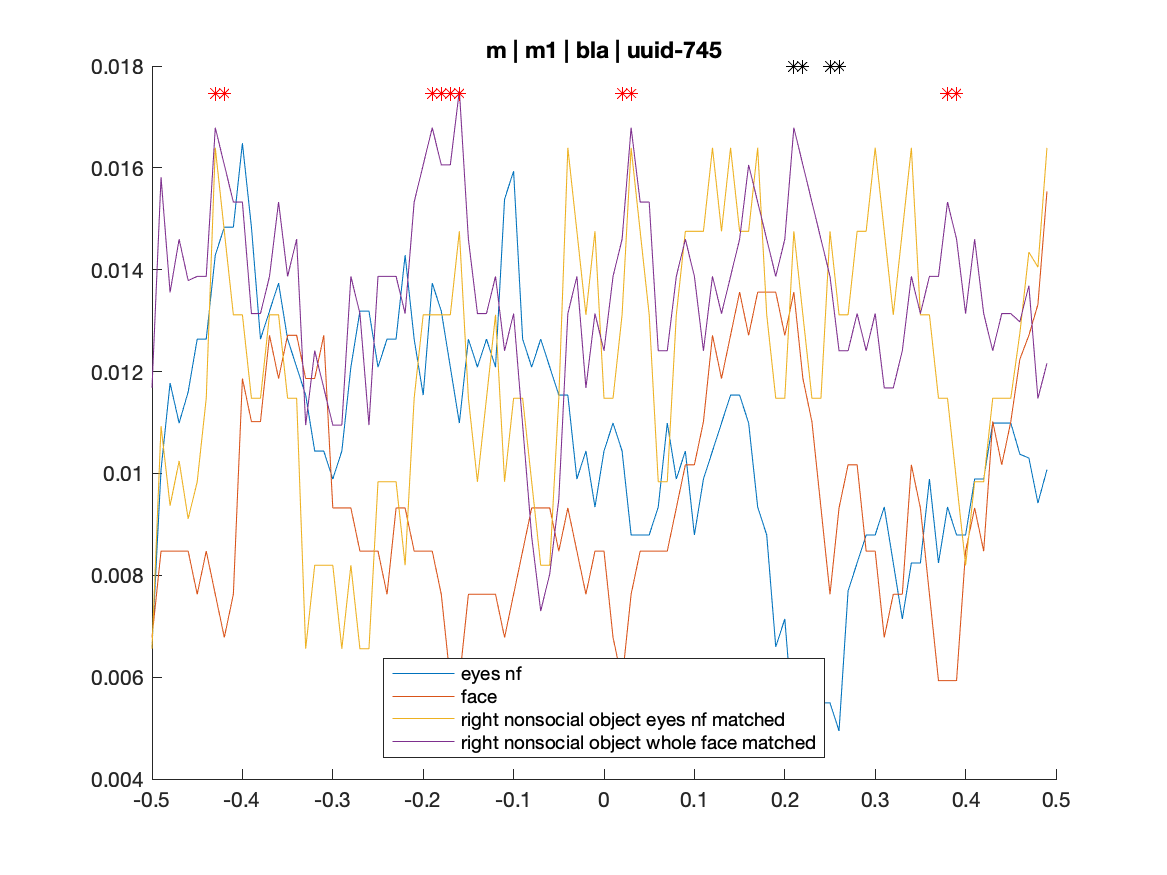 m | m1 | bla | uuid-745
0.018
0.016
0.014
0.012
0.01
0.008
0.006
0.004
eyes nf
face
right nonsocial object eyes nf matched
right nonsocial object whole face matched
-0.5 -0.4 -0.3 -0.2 -0.1 0 0.1 0.2 0.3 0.4 0.5